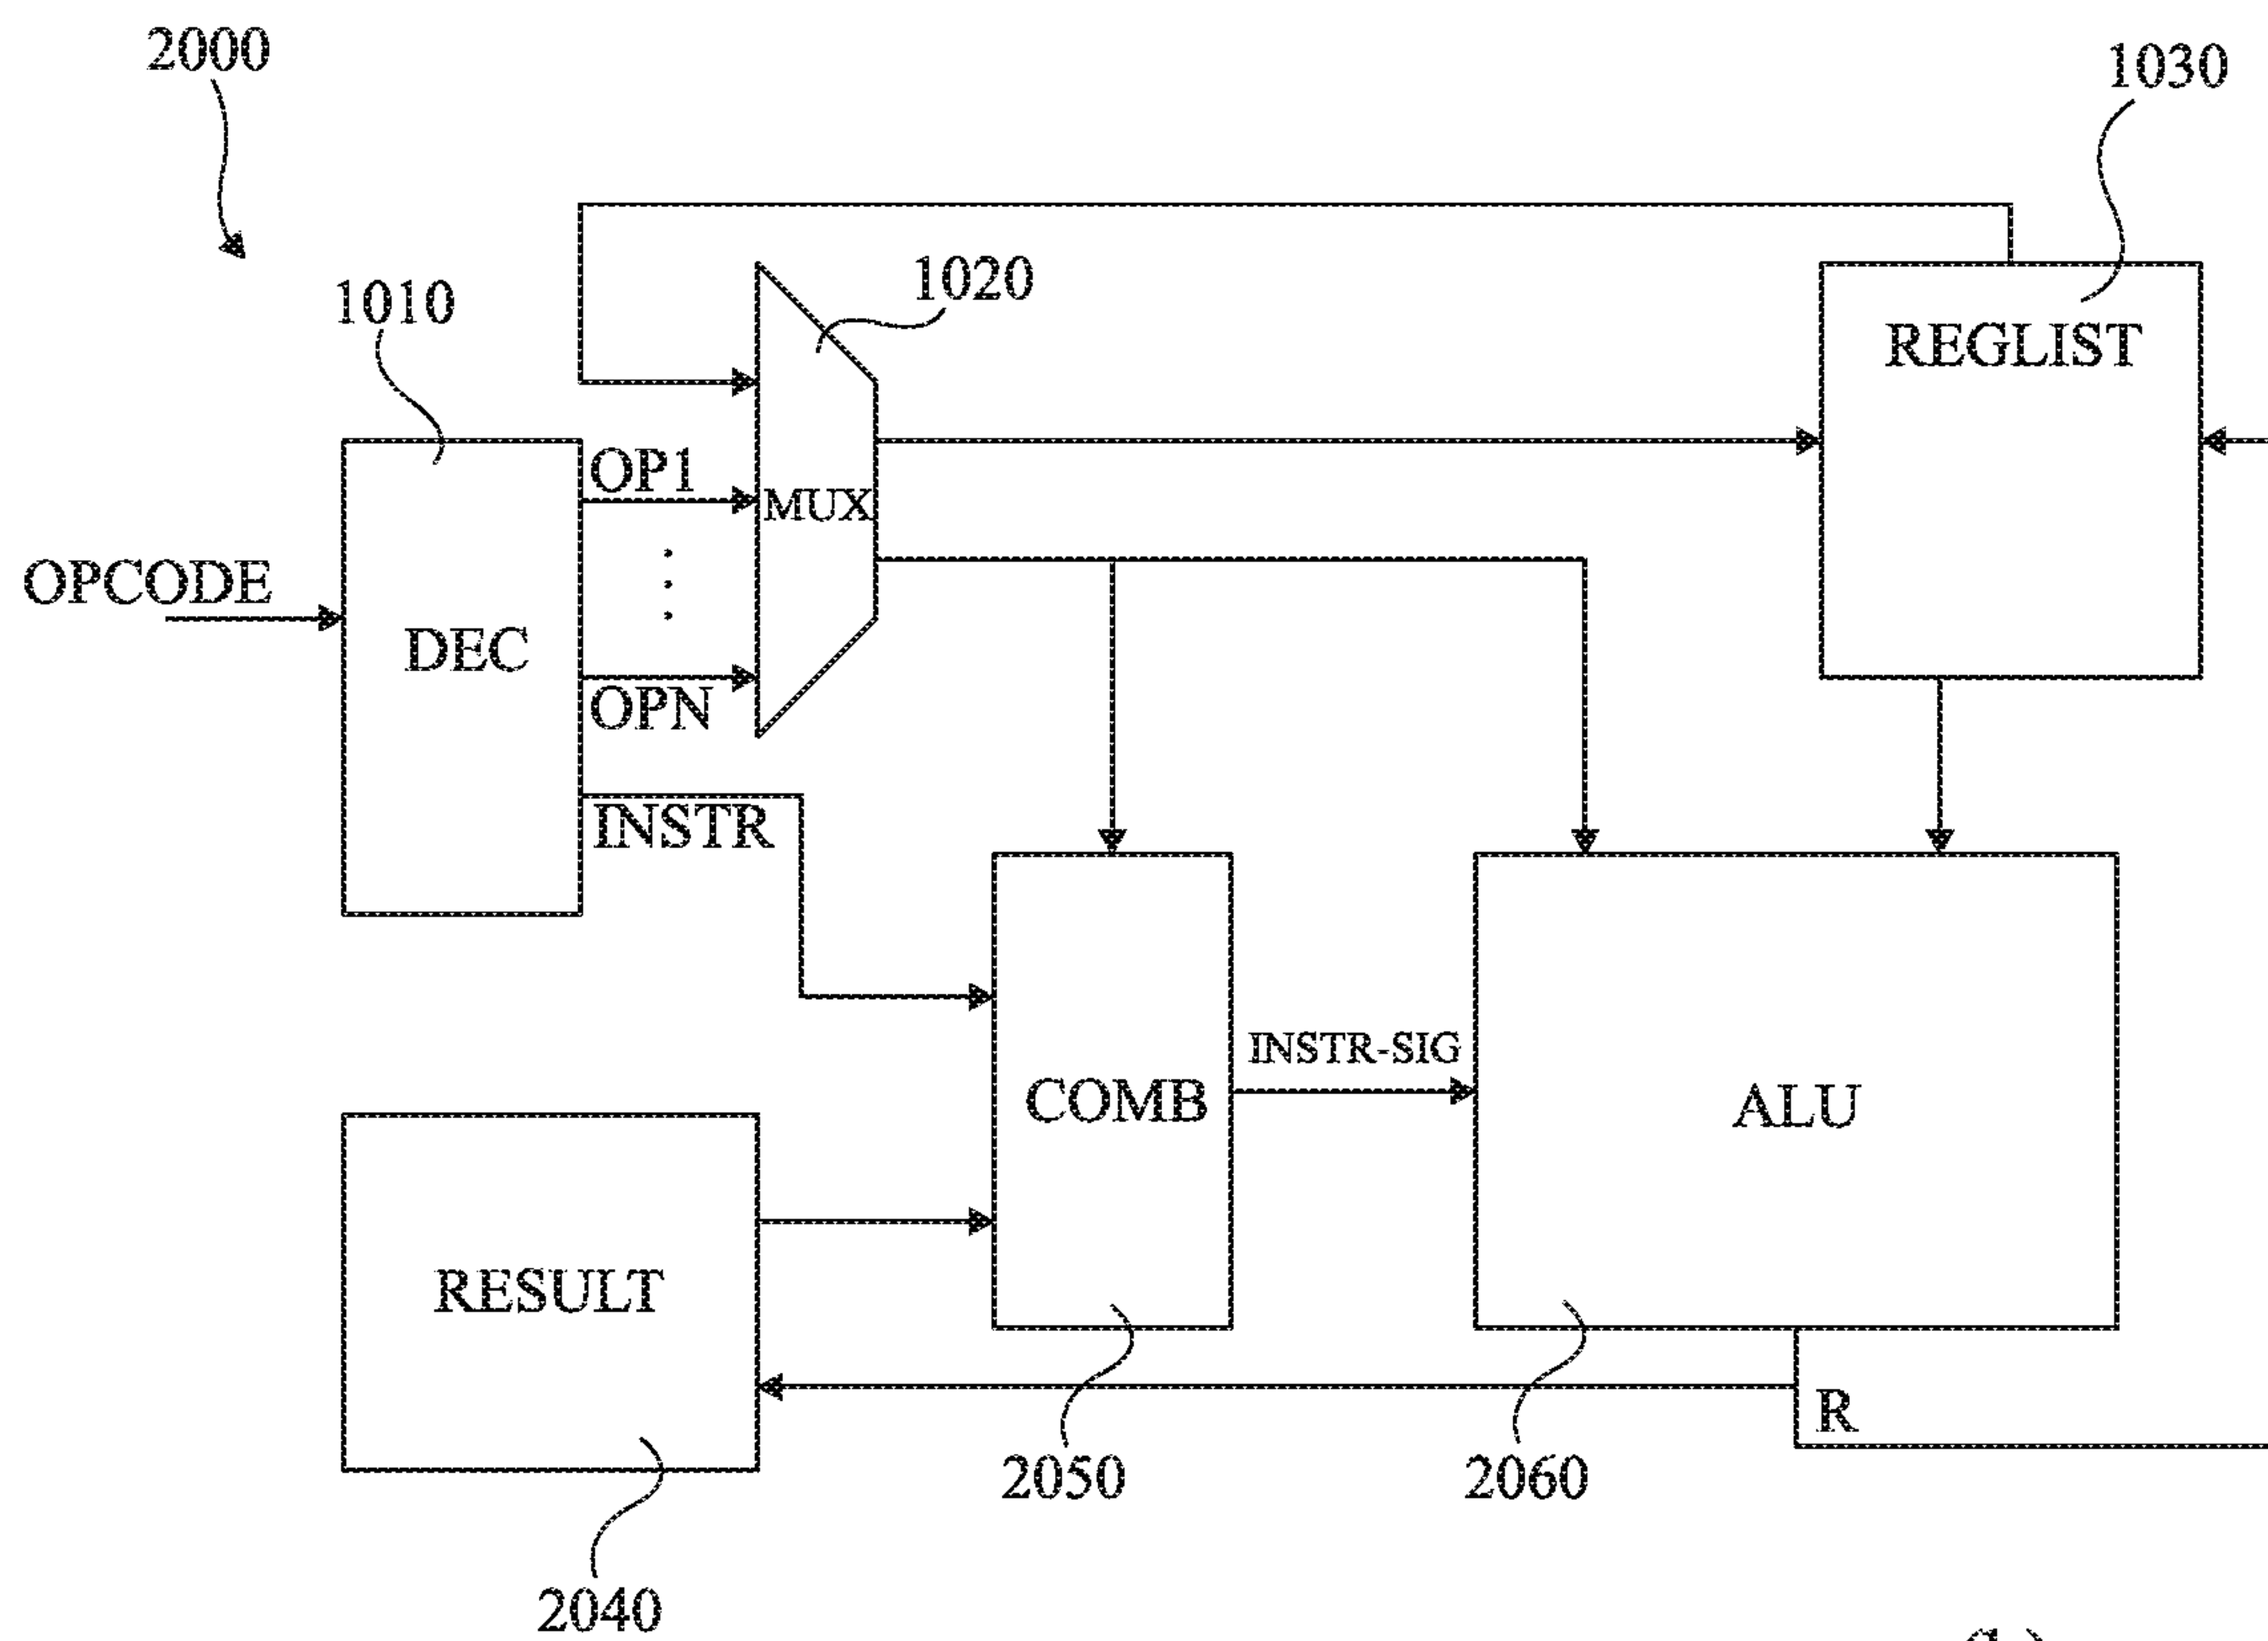 2000
1030
1010
1020
REGLIST
OP1
MUX
OPCODE
DEC
OPN
INSTR
INSTR-SIG
COMB
ALU
RESULT
R
2050
2060
2040